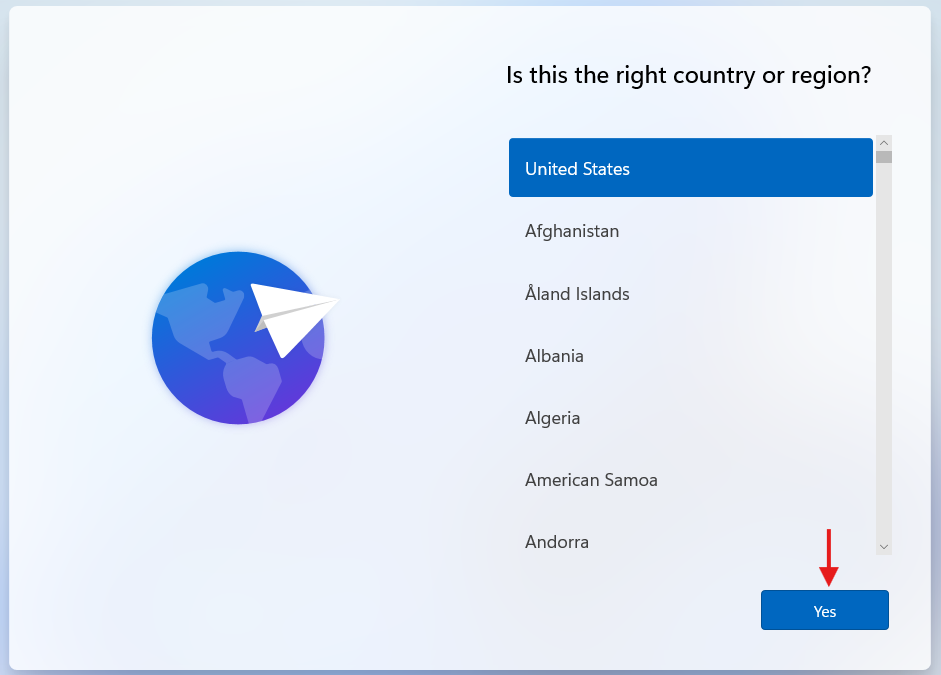 Is this the right country or region?
United States
Afghanistan
Åland Islands
Albania
Algeria
American Samoa
Andorra
Yes